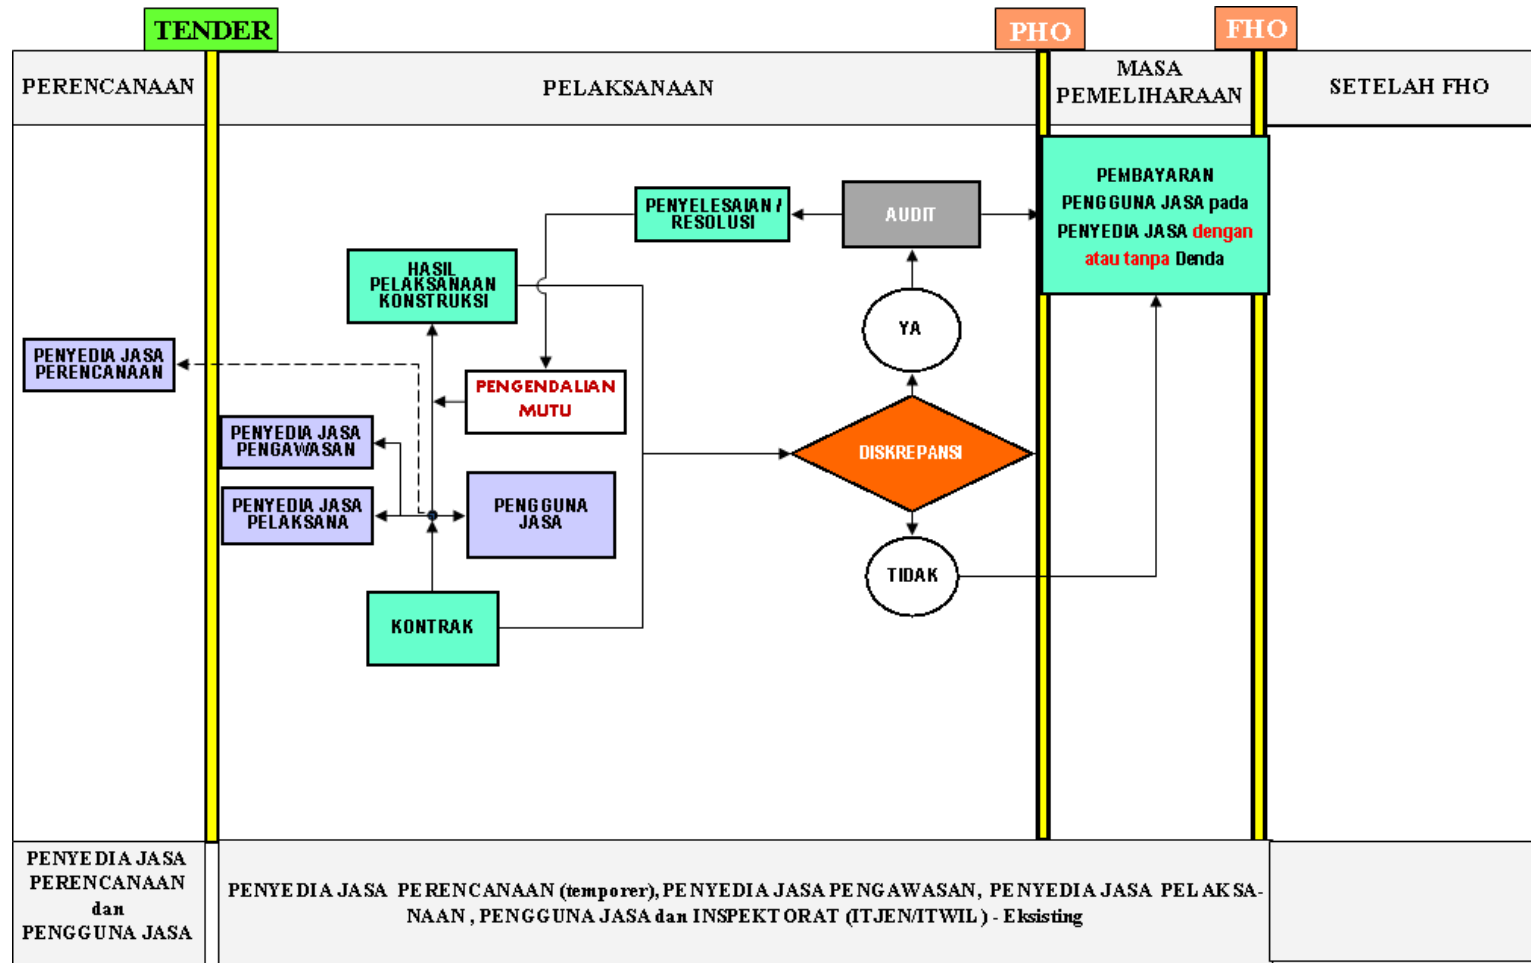 TENDER
PHO
FHO
PERENCANAAN
PELAKSANAAN
MASA
PEMELIHARAAN
SETELAH FHO
PEMBAYARAN
PENGGUNA JASA pada
PENYEDIA JASA dengan
atau tanpa Denda
PENYELESAIAN /
RESOLUSI
AUDIT
HASIL
PELAKSANAAN
KONSTRUKSI
YA
PENYEDIA JASA
PERENCANAAN
PENGENDALIAN
MUTU
PENYEDIA JASA
PENGAWASAN
DISKREPANSI
PENYEDIA JASA
PELAKSANA
PENGGUNA
JASA
TIDAK
KONTRAK
PENYEDIA JASA
PERENCANAAN
dan
PENGGUNA JASA
PENYEDIA JASA PERENCANAAN (temporer), PENYEDIA JASA PENGAWASAN, PENYEDIA JASA PELAKSA-
NAAN , PENGGUNA JASA dan INSPEKTORAT (ITJEN/ITWIL ) - Eksisting